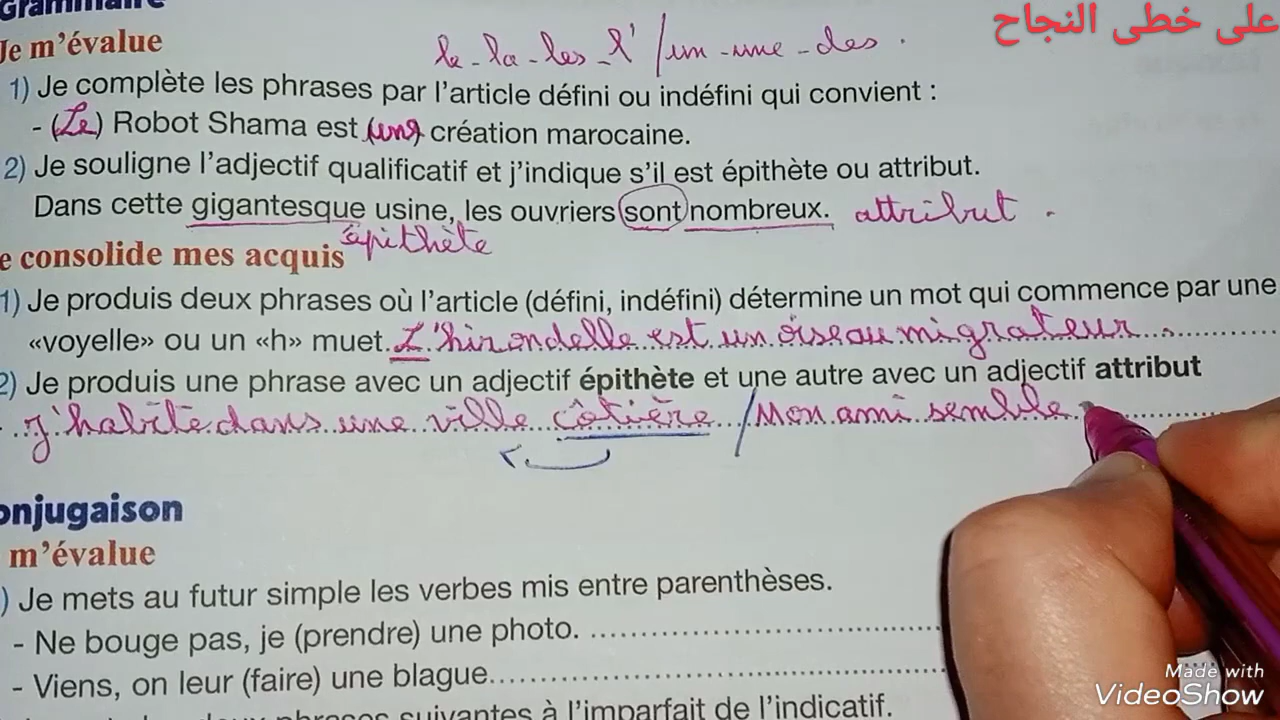 Grammaire
على خطى النجاح
Je m'évalue
le - la - les - l' / un - une - des .
1) Je complète les phrases par l'article défini ou indéfini qui convient :
- (Le) Robot Shama est (une) création marocaine.
2) Je souligne l'adjectif qualificatif et j'indique s'il est épithète ou attribut.
Dans cette gigantesque usine, les ouvriers sont nombreux. attribut .
épithète
e consolide mes acquis
1) Je produis deux phrases où l'article (défini, indéfini) détermine un mot qui commence par une
«voyelle» ou un «h» muet. L'hirondelle est un oiseau migrateur
2) Je produis une phrase avec un adjectif épithète et une autre avec un adjectif attribut
j'habite dans une ville côtière / Mon ami semble
onjugaison
m'évalue
) Je mets au futur simple les verbes mis entre parenthèses.
- Ne bouge pas, je (prendre) une photo. ....................
- Viens, on leur (faire) une blague....................
phrases suivantes à l'imparfait de l'indicatif.
Made with
VideoShow